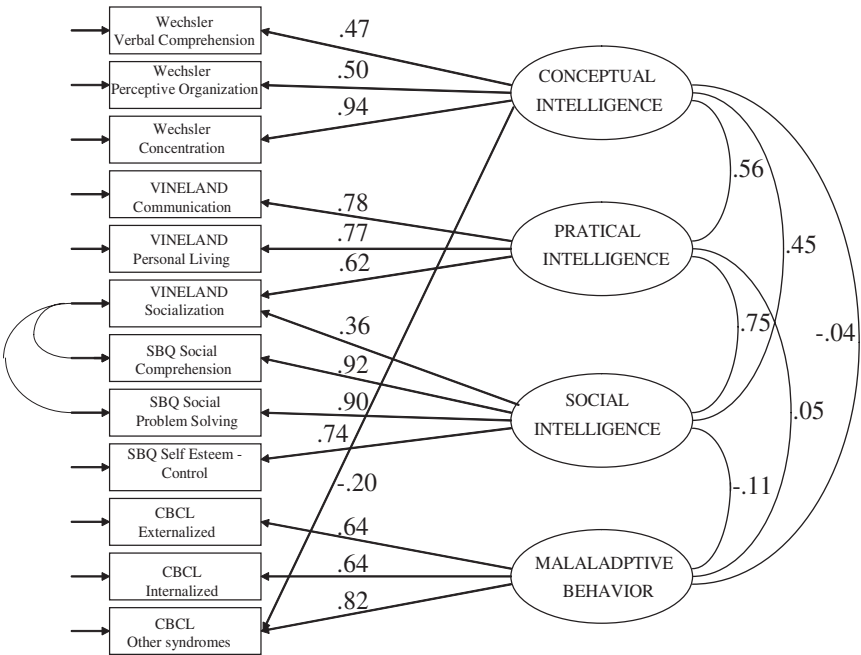 Wechsler
Verbal Comprehension
Wechsler
Perceptive Organization
Wechsler
Concentration
VINELAND
Communication
VINELAND
Personal Living
VINELAND
Socialization
SBQ Social
Comprehension
SBQ Social
Problem Solving
SBQ Self Esteem -
Control
CBCL
Externalized
CBCL
Internalized
CBCL
Other syndromes
.47
.50
.94
.78
.77
.62
.36
.92
.90
.74
-.20
.64
.64
.82
CONCEPTUAL
INTELLIGENCE
PRATICAL
INTELLIGENCE
SOCIAL
INTELLIGENCE
MALALADPTIVE
BEHAVIOR
.56
.45
.75
-.04
.05
-.11